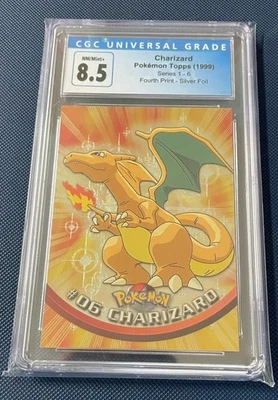 CGC UNIVERSAL GRADE
NM/Mint+
8.5
Charizard
Pokémon Topps (1999)
Series 1 - 6
Fourth Print - Silver Foil
POKéMON
#06 CHARIZARD